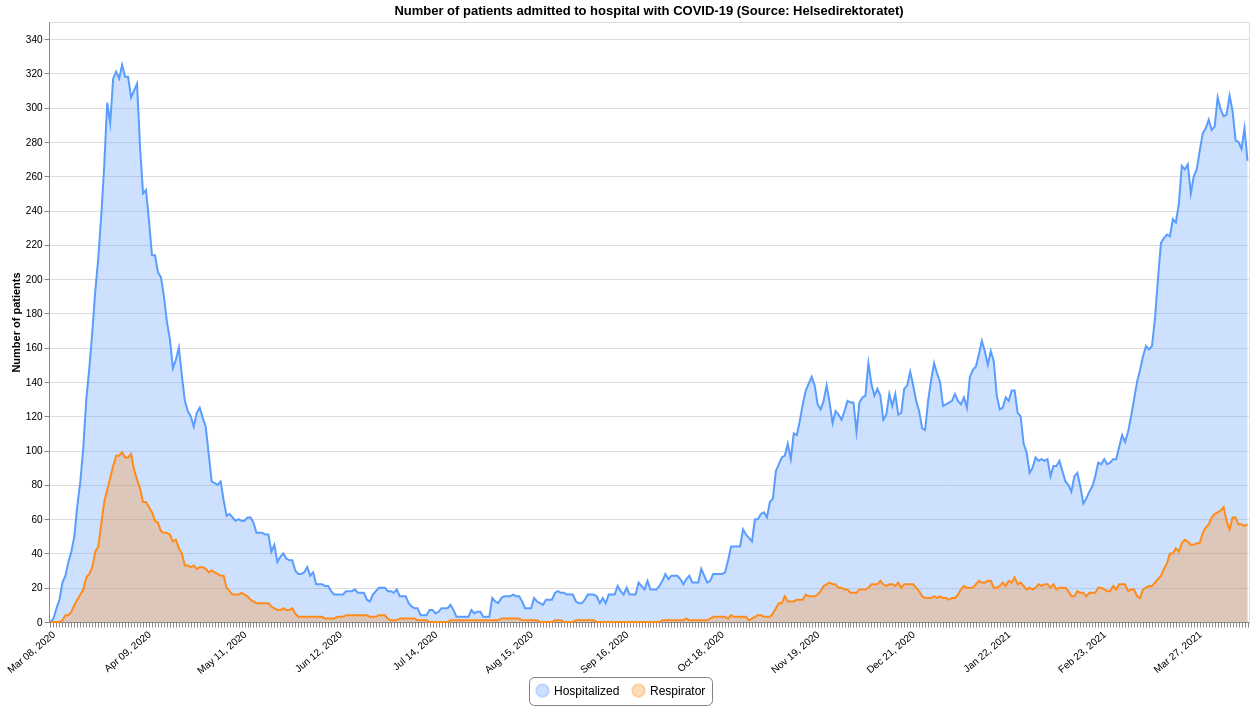 Number of patients admitted to hospital with COVID-19 (Source: Helsedirektoratet)
Number of patients
340
320
300
280
260
240
220
200
180
160
140
120
100
80
60
40
20
0
Mar 08, 2020
Apr 09, 2020
May 11, 2020
Jun 12, 2020
Jul 14, 2020
Aug 15, 2020
Sep 16, 2020
Oct 18, 2020
Nov 19, 2020
Dec 21, 2020
Jan 22, 2021
Feb 23, 2021
Mar 27, 2021
Hospitalized
Respirator